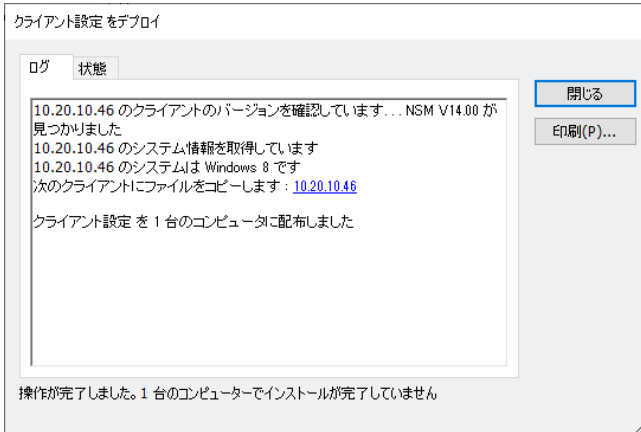 クライアント設定 をデプロイ
ログ
状態
10.20.10.46 のクライアントのバージョンを確認しています... NSM V14.00 が
見つかりました
10.20.10.46 のシステム情報を取得しています
10.20.10.46 のシステムは Windows 8 です
次のクライアントにファイルをコピーします : 10.20.10.46
クライアント設定 を 1 台のコンピュータに配布しました
閉じる
印刷(P)...
操作が完了しました。1 台のコンピューターでインストールが完了していません